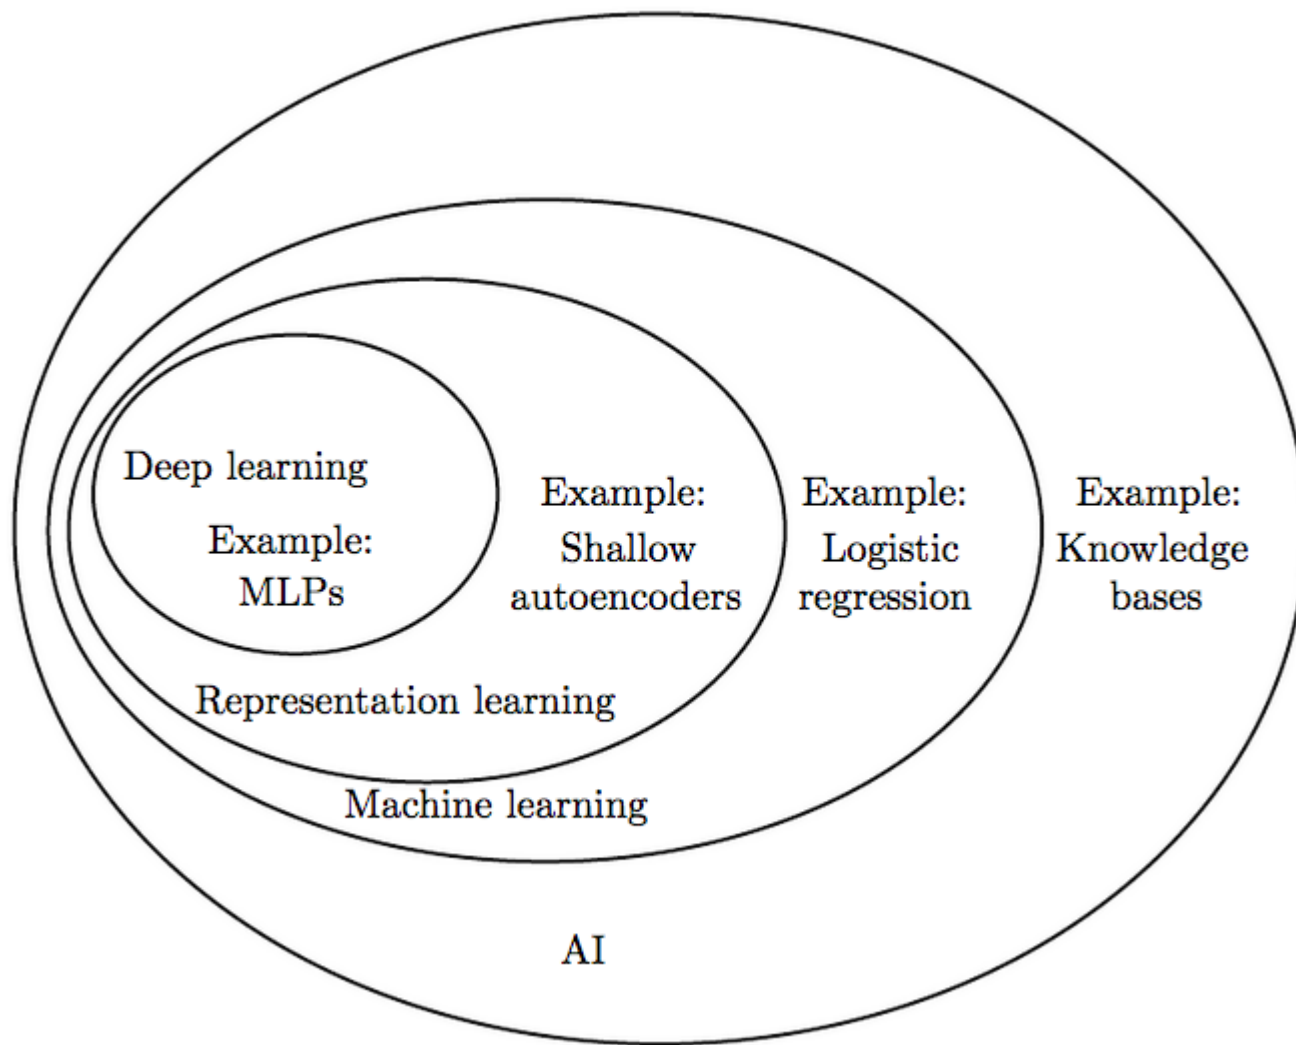 Deep learning
Example:
MLPs
Example:
Shallow
autoencoders
Example:
Logistic
regression
Example:
Knowledge
bases
Representation learning
Machine learning
AI